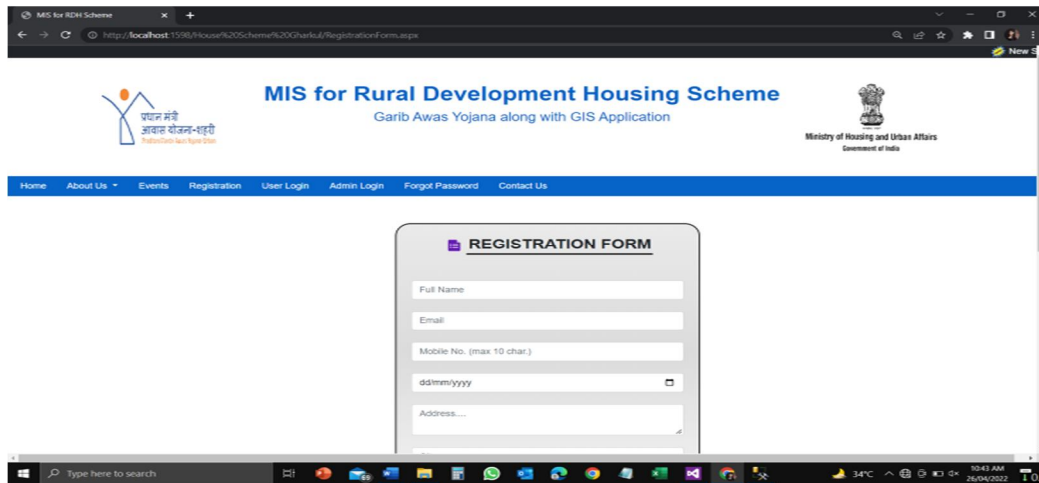 MIS for RDH Scheme
http://localhost:1598/House%20Scheme%20Gharkul/RegistrationForm.aspx
New S
प्रधान मंत्री
आवास योजना-शहरी
MIS for Rural Development Housing Scheme
Garib Awas Yojana along with GIS Application
Ministry of Housing and Urban Affairs
Government of India
Home About Us Events Registration User Login Admin Login Forgot Password Contact Us
REGISTRATION FORM
Full Name
Email
Mobile No. (max 10 char.)
dd/mm/yyyy
Address....
Type here to search
69
34°C
10:43 AM
26/04/2022